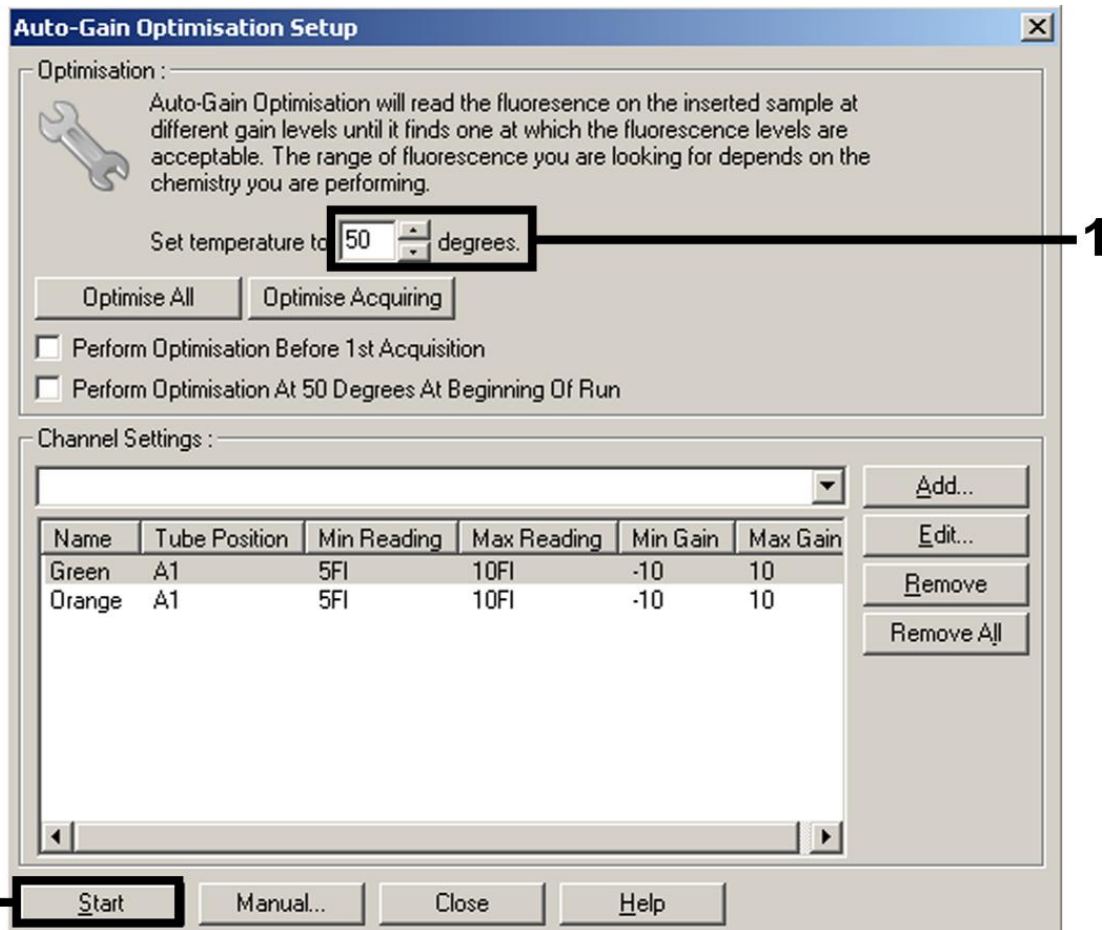 Auto-Gain Optimisation Setup
Optimisation :
Auto-Gain Optimisation will read the fluoresence on the inserted sample at
different gain levels until it finds one at which the fluorescence levels are
acceptable. The range of fluorescence you are looking for depends on the
chemistry you are performing.
Set temperature to 50 degrees.
1
Optimise All Optimise Acquiring
Perform Optimisation Before 1st Acquisition
Perform Optimisation At 50 Degrees At Beginning Of Run
Channel Settings :
Add...
Name Tube Position Min Reading Max Reading Min Gain Max Gain
Edit...
Green A1 5Fl 10Fl -10 10
Remove
Orange A1 5Fl 10Fl -10 10
Remove All
Start Manual... Close Help